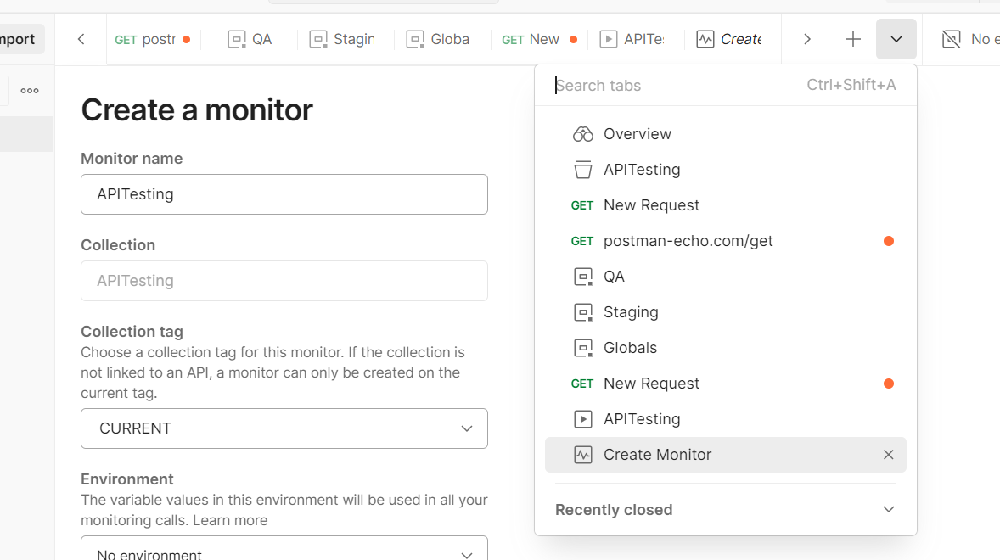 mport
GET postr
QA
Stagir
Globa
GET New
APITe
Create
No e
Search tabs Ctrl+Shift+A
Overview
APITesting
GET New Request
GET postman-echo.com/get
QA
Staging
Globals
GET New Request
APITesting
Create Monitor
Recently closed
Create a monitor
Monitor name
APITesting
Collection
APITesting
Collection tag
Choose a collection tag for this monitor. If the collection is
not linked to an API, a monitor can only be created on the
current tag.
CURRENT
Environment
The variable values in this environment will be used in all your
monitoring calls. Learn more
No environment